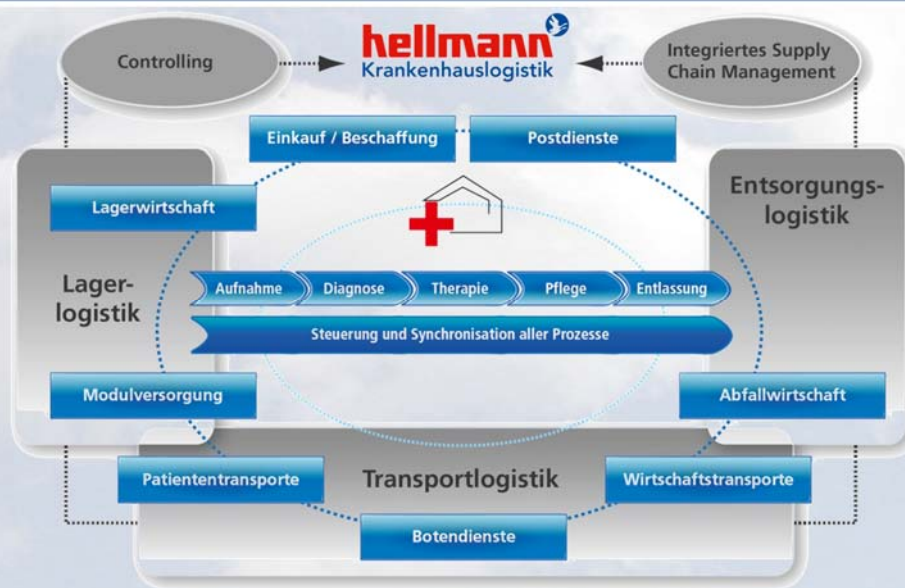 Controlling
hellmann
Krankenhauslogistik
Integriertes Supply
Chain Management
Einkauf / Beschaffung
Postdienste
Lagerwirtschaft
Entsorgungs-
logistik
Lager-
logistik
Aufnahme
Diagnose
Therapie
Pflege
Entlassung
Steuerung und Synchronisation aller Prozesse
Modulversorgung
Abfallwirtschaft
Patiententransporte
Transportlogistik
Wirtschaftstransporte
Botendienste